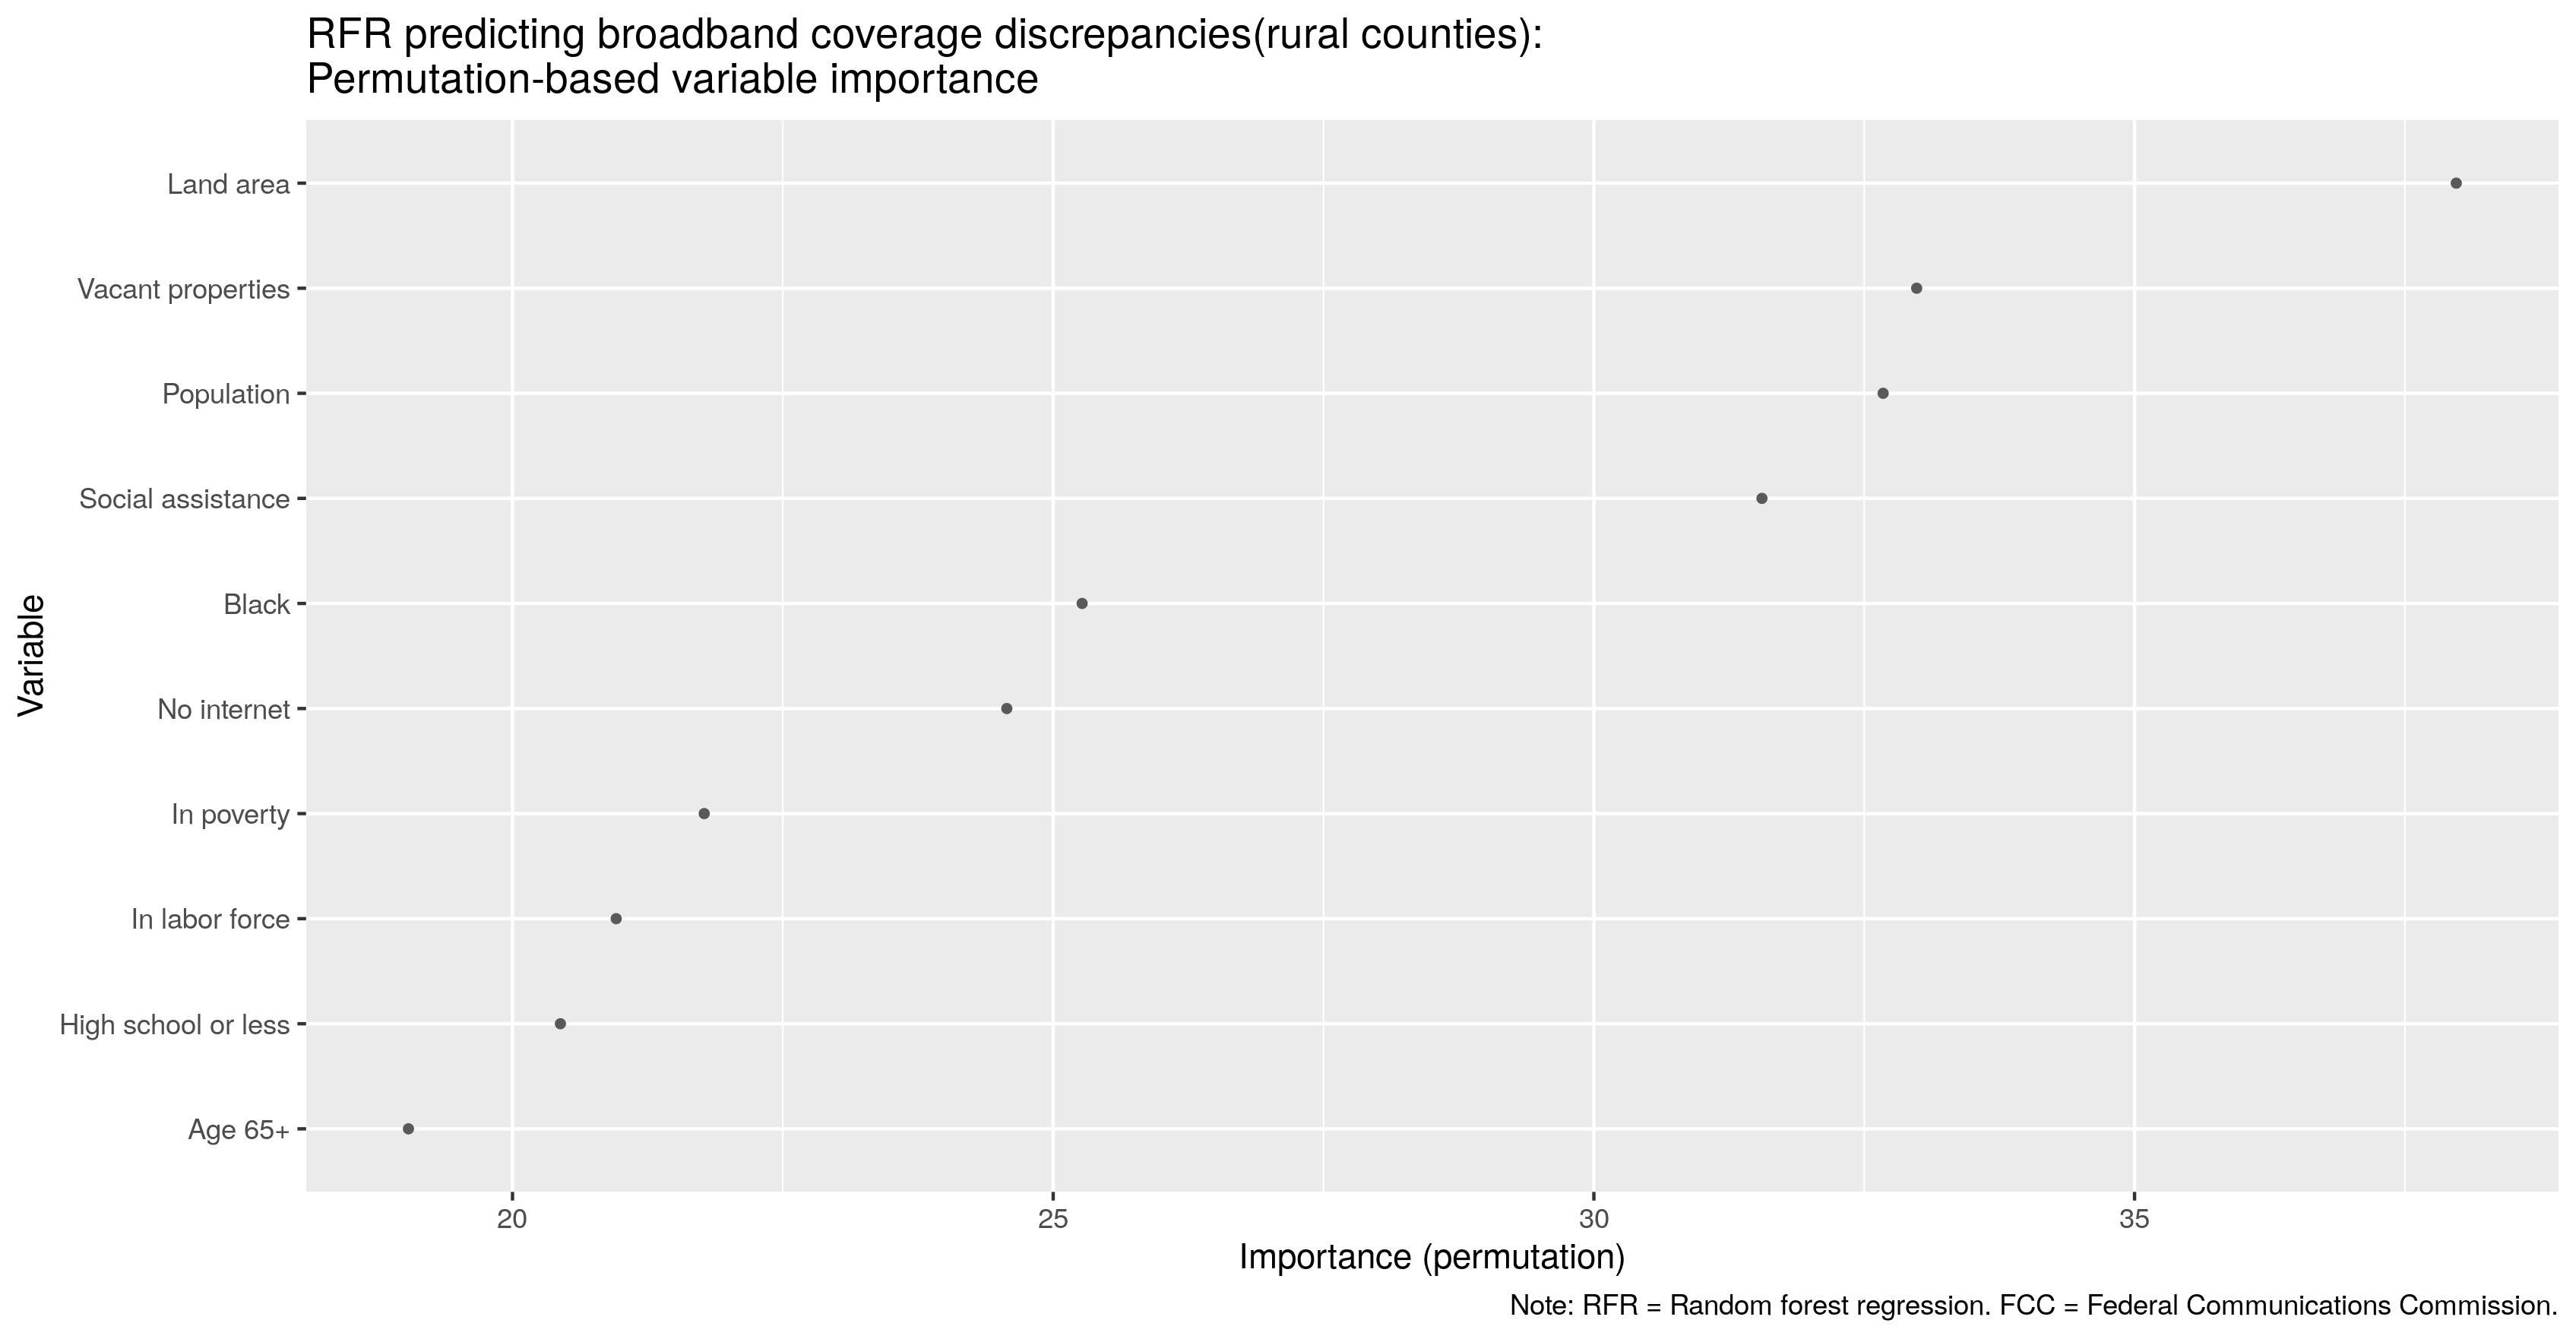 RFR predicting broadband coverage discrepancies(rural counties):
Permutation-based variable importance
Variable
Land area
Vacant properties
Population
Social assistance
Black
No internet
In poverty
In labor force
High school or less
Age 65+
20 25 30 35
Importance (permutation)
Note: RFR = Random forest regression. FCC = Federal Communications Commission.